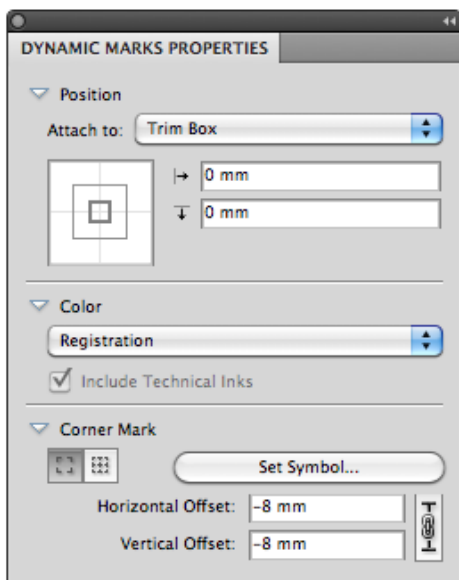 DYNAMIC MARKS PROPERTIES
Position
Attach to: Trim Box
0 mm
0 mm
Color
Registration
Include Technical Inks
Corner Mark
Set Symbol...
Horizontal Offset: -8 mm
Vertical Offset: -8 mm